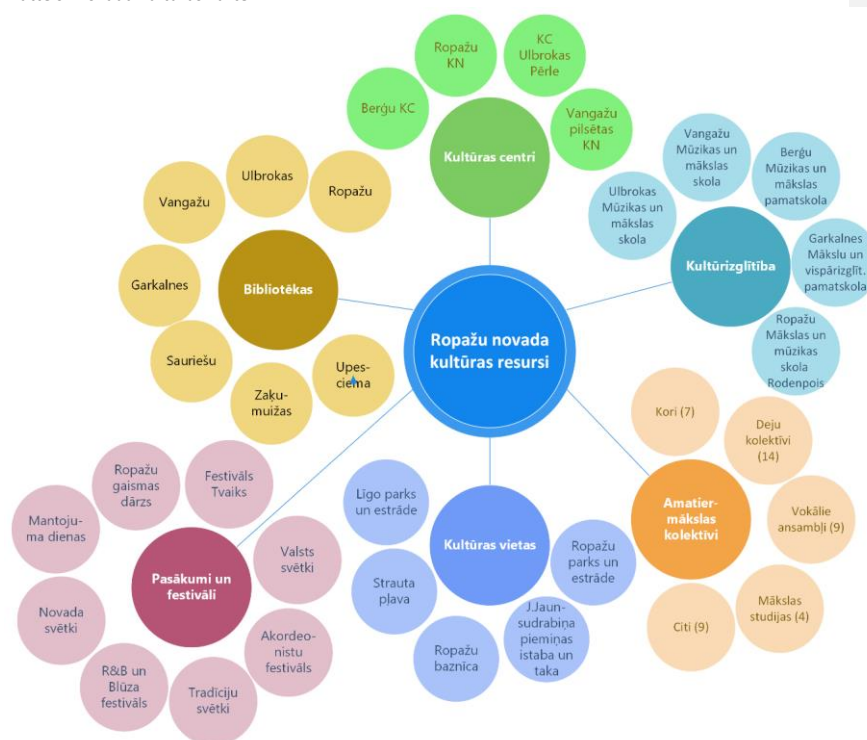 Ropažu
KN
KC
Ulbrokas
Pērle
Berģu KC
Vangažu
pilsētas
KN
Kultūras centri
Vangažu
Mūzikas un
mākslas
skola
Berģu
Mūzikas un
mākslas
pamatskola
Ulbrokas
Mūzikas un
mākslas
skola
Garkalnes
Mākslu un
vispārizglīt.
pamatskola
Ropažu
Mākslas un
mūzikas
skola
Rodenpois
Kultūrizglītība
Ulbrokas
Ropažu
Vangažu
Garkalnes
Sauriešu
Zaķu-
muižas
Upes-
ciema
Bibliotēkas
Ropažu novada
kultūras resursi
Kori (7)
Deju
kolektīvi
(14)
Vokālie
ansambļi (9)
Mākslas
studijas (4)
Citi (9)
Amatier-
mākslas
kolektīvi
Līgo parks
un estrāde
Strauta
pļava
Ropažu
baznīca
J.Jaun-
sudrabiņa
piemiņas
istaba un
taka
Ropažu
parks un
estrāde
Kultūras vietas
Ropažu
gaismas
dārzs
Festivāls
Tvaiks
Mantoju-
ma dienas
Valsts
svētki
Novada
svētki
Akordeo-
nistu
festivāls
R&B un
Blūza
festivāls
Tradīciju
svētki
Pasākumi un
festivāli